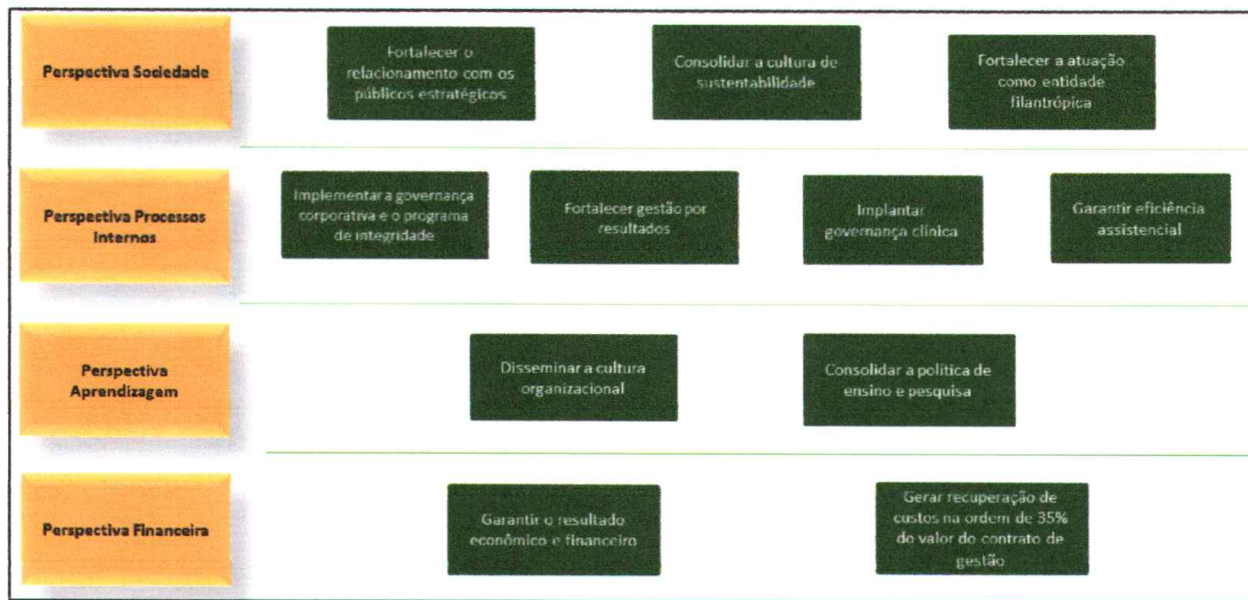 Perspectiva Sociedade
Fortalecer o
relacionamento com os
públicos estratégicos
Consolidar a cultura de
sustentabilidade
Fortalecer a atuação
como entidade
filantrópica
Perspectiva Processos
Internos
Implementar a governança
corporativa e o programa
de integridade
Fortalecer gestão por
resultados
Implantar
governança clínica
Garantir eficiência
assistencial
Perspectiva
Aprendizagem
Disseminar a cultura
organizacional
Consolidar a política de
ensino e pesquisa
Perspectiva Financeira
Garantir o resultado
econômico e financeiro
Gerar recuperação de
custos na ordem de 35%
do valor do contrato de
gestão